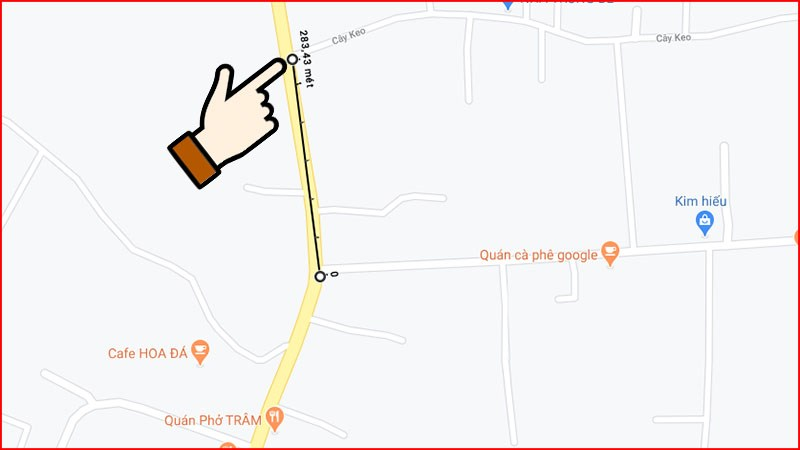 Cây Keo
Cây Keo
283,43 mét
Kim hiếu
Quán cà phê google
0
Cafe HOA ĐÁ
Quán Phở TRÂM